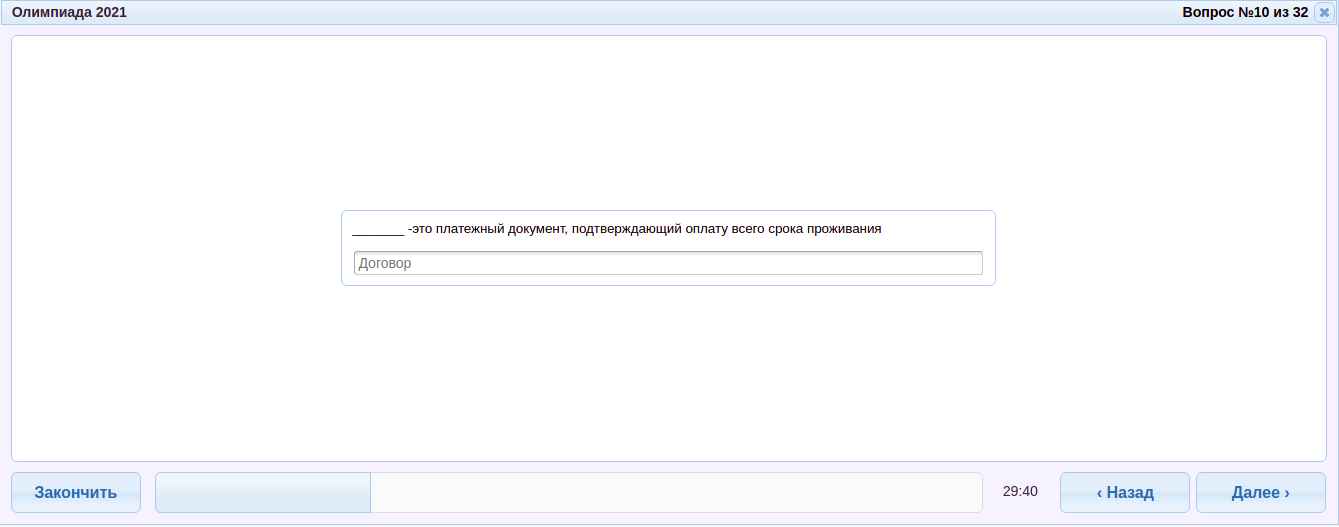 Олимпиада 2021
Вопрос №10 из 32
_______ -это платежный документ, подтверждающий оплату всего срока проживания
Договор
Закончить
29:40
‹ Назад
Далее ›